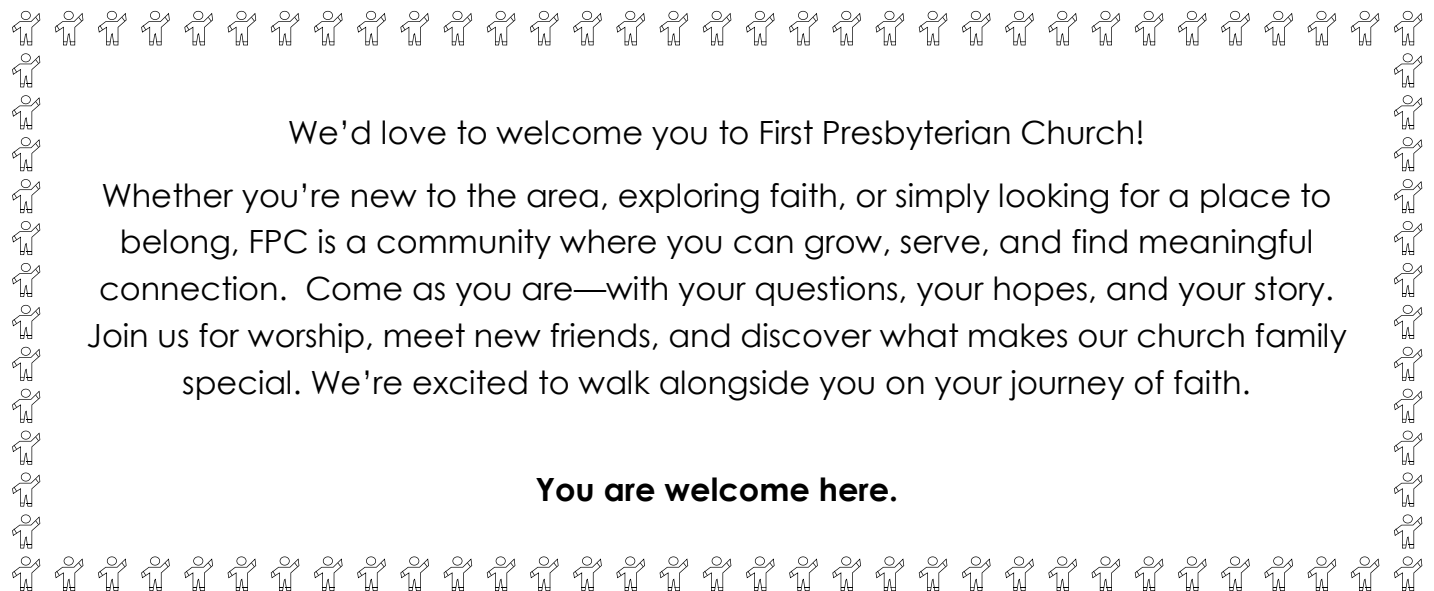 We’d love to welcome you to First Presbyterian Church!
Whether you’re new to the area, exploring faith, or simply looking for a place to
belong, FPC is a community where you can grow, serve, and find meaningful
connection.  Come as you are—with your questions, your hopes, and your story.
Join us for worship, meet new friends, and discover what makes our church family
special. We’re excited to walk alongside you on your journey of faith.
You are welcome here.